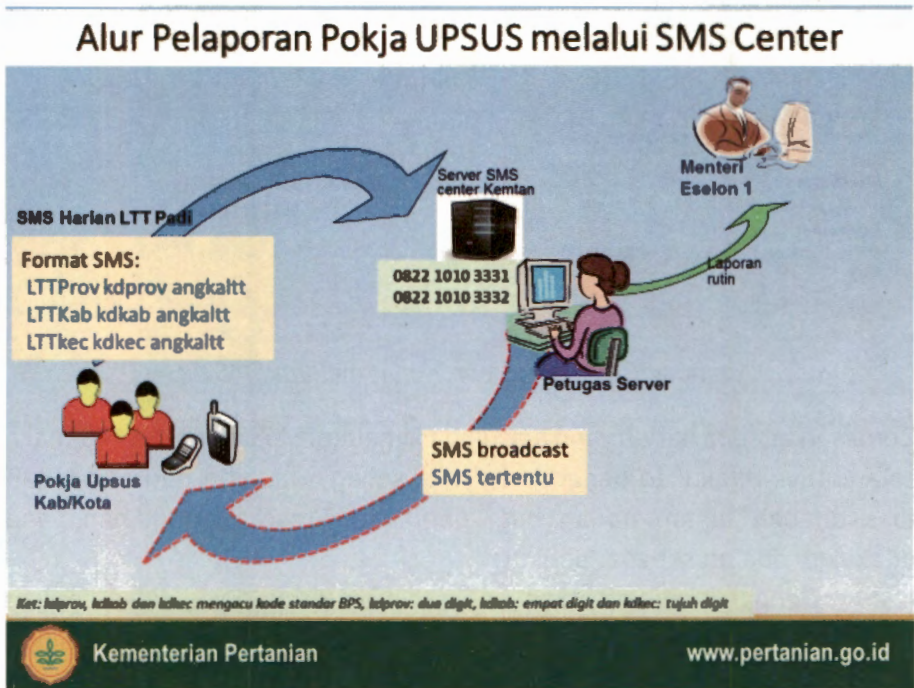 Alur Pelaporan Pokja UPSUS melalui SMS Center
Menteri
Eselon 1
Server SMS
center Kemtan
SMS Harian LTT Padi
Format SMS:
LTTProv kdprov angkaltt
LTTKab kdkab angkaltt
LTTkec kdkec angkaltt
0822 1010 3331
0822 1010 3332
Laporan
rutin
Petugas Server
SMS broadcast
SMS tertentu
Pokja Upsus
Kab/Kota
Ket: kdprov, kdkab dan kdkec mengacu kode standar BPS, kdprov: dua digit, kdkab: empat digit dan kdkec: tujuh digit
Kementerian Pertanian
www.pertanian.go.id